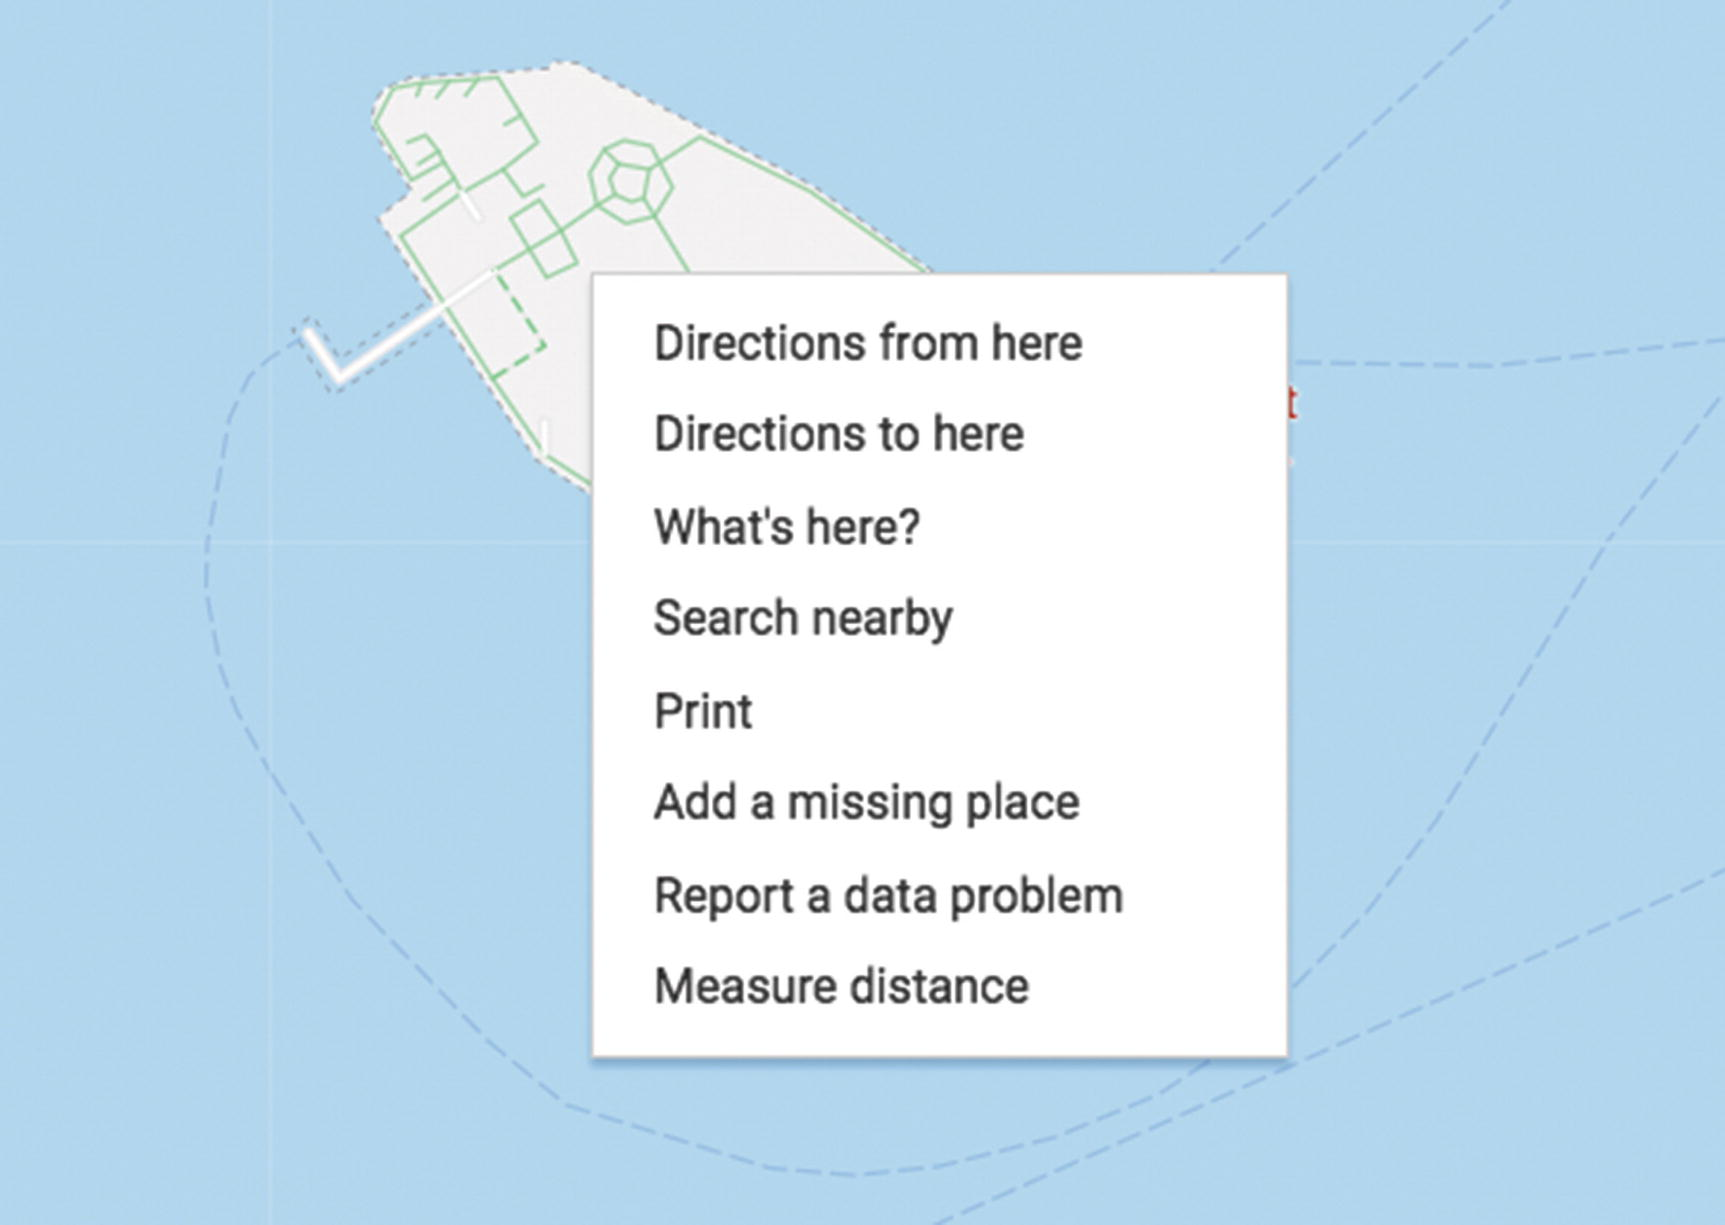 Directions from here
Directions to here
What's here?
Search nearby
Print
Add a missing place
Report a data problem
Measure distance